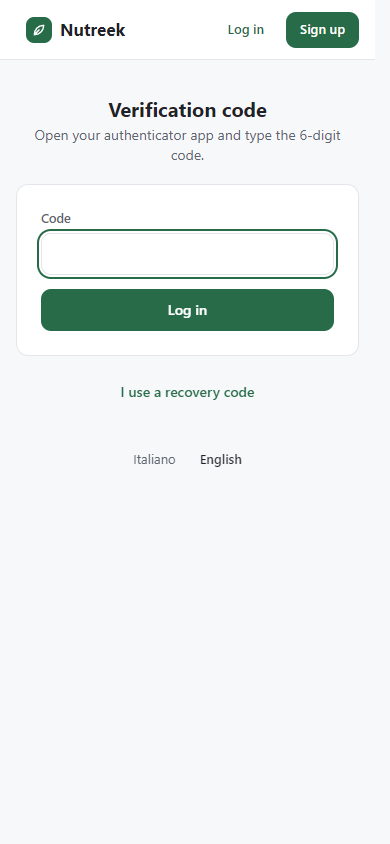 Nutreek
Log in
Sign up
Verification code
Open your authenticator app and type the 6-digit
code.
Code
Log in
I use a recovery code
Italiano
English